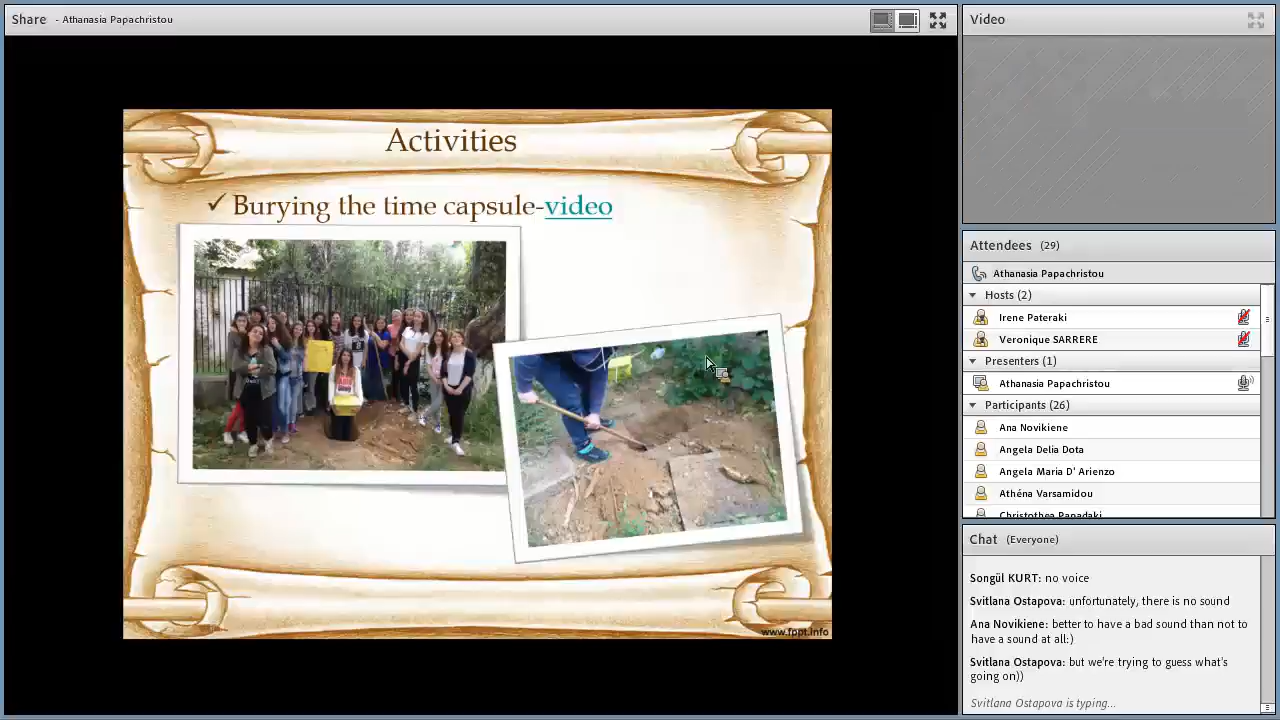 Share - Athanasia Papachristou
Activities
✓ Burying the time capsule-video
www.fppt.info
Video
Attendees (29)
Athanasia Papachristou
Hosts (2)
Irene Pateraki
Veronique SARRERE
Presenters (1)
Athanasia Papachristou
Participants (26)
Ana Novikiene
Angela Delia Dota
Angela Maria D' Arienzo
Athéna Varsamidou
Christothea Papadaki
Chat (Everyone)
Songül KURT: no voice
Svitlana Ostapova: unfortunately, there is no sound
Ana Novikiene: better to have a bad sound than not to
have a sound at all:)
Svitlana Ostapova: but we're trying to guess what's
going on))
Svitlana Ostapova is typing...